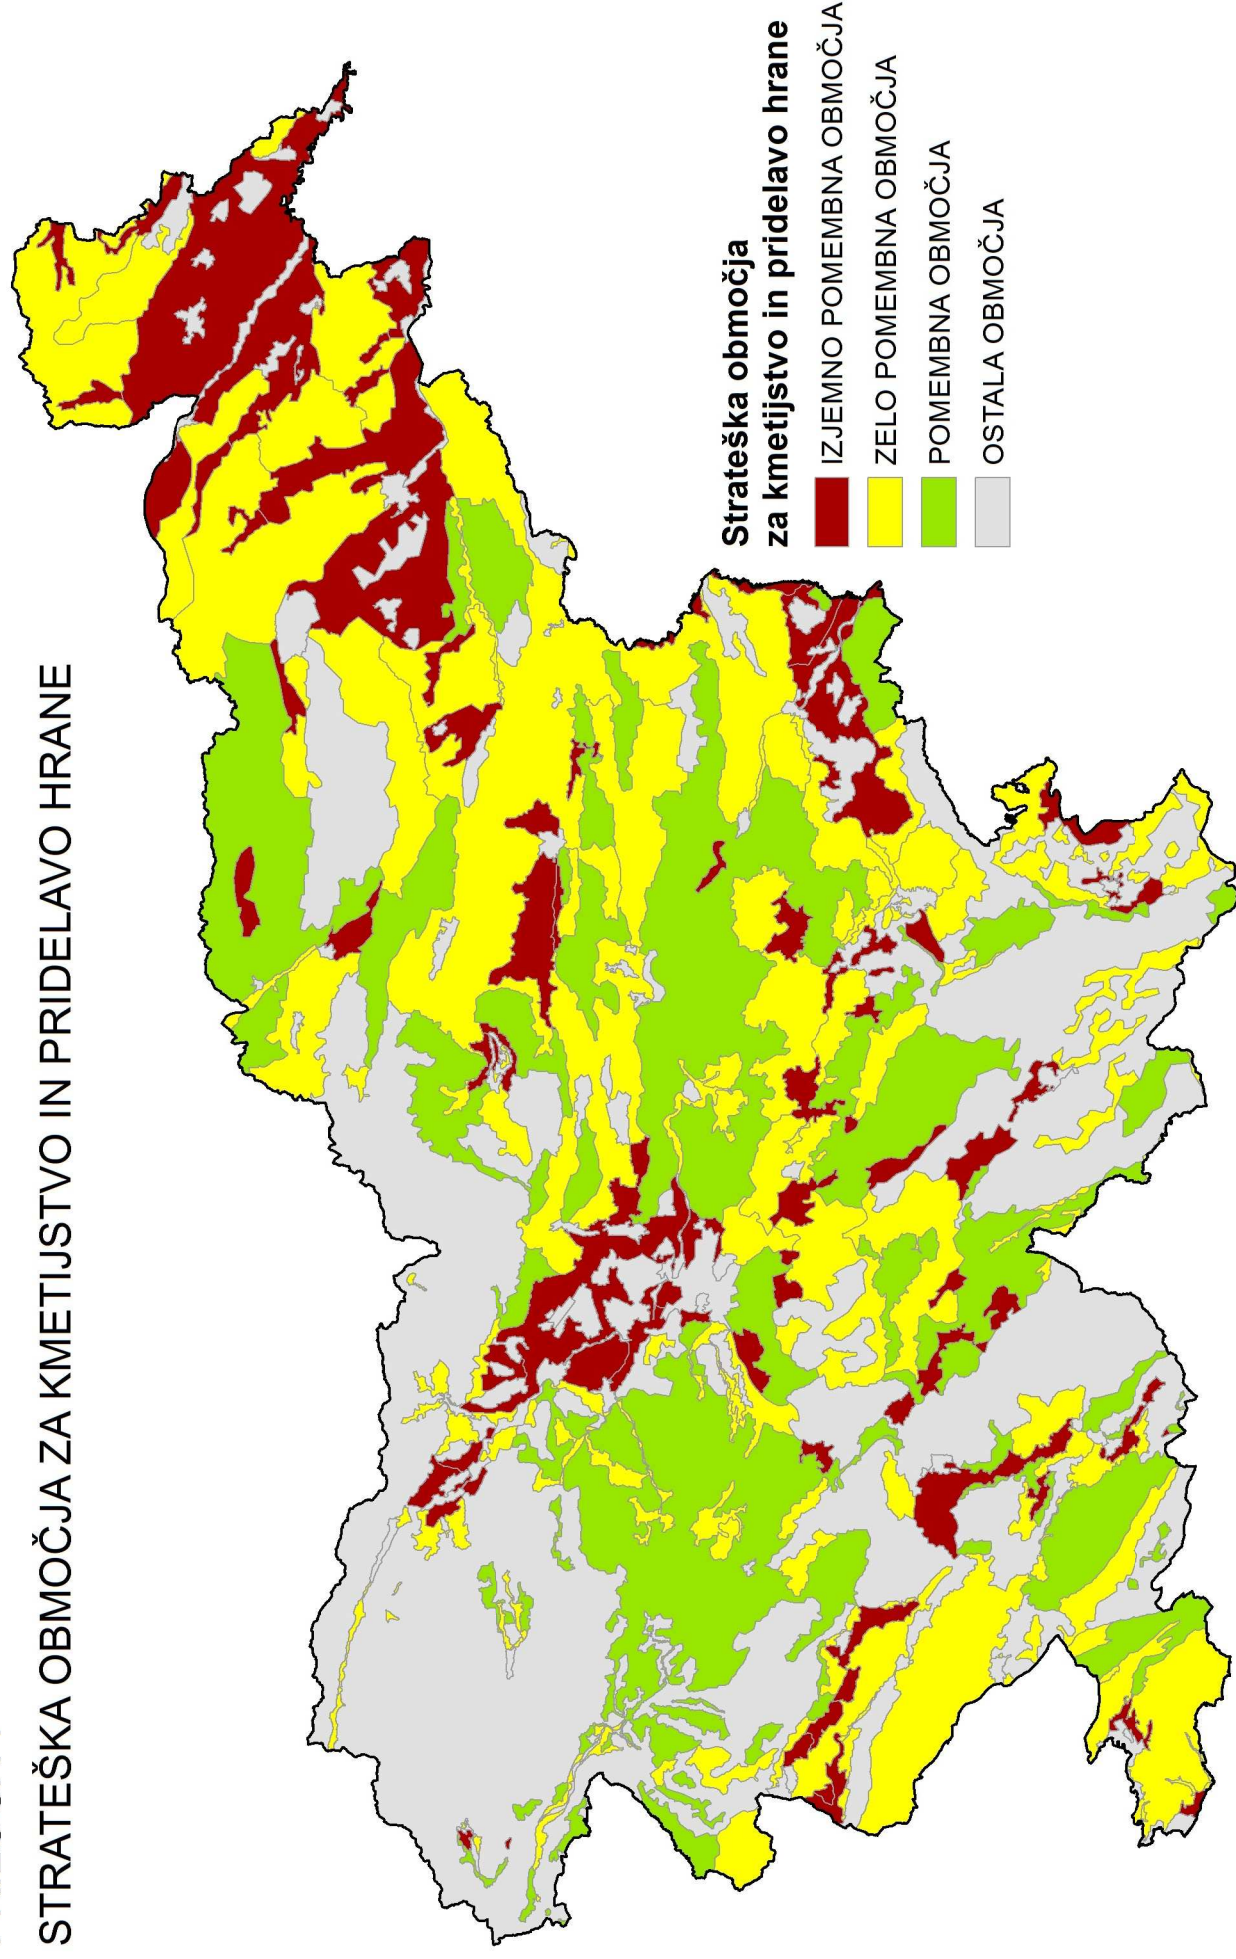 STRATEŠKA OBMOČJA ZA KMETIJSTVO IN PRIDELAVO HRANE
Strateška območja
za kmetijstvo in pridelavo hrane
IZJEMNO POMEMBNA OBMOČJA
ZELO POMEMBNA OBMOČJA
POMEMBNA OBMOČJA
OSTALA OBMOČJA